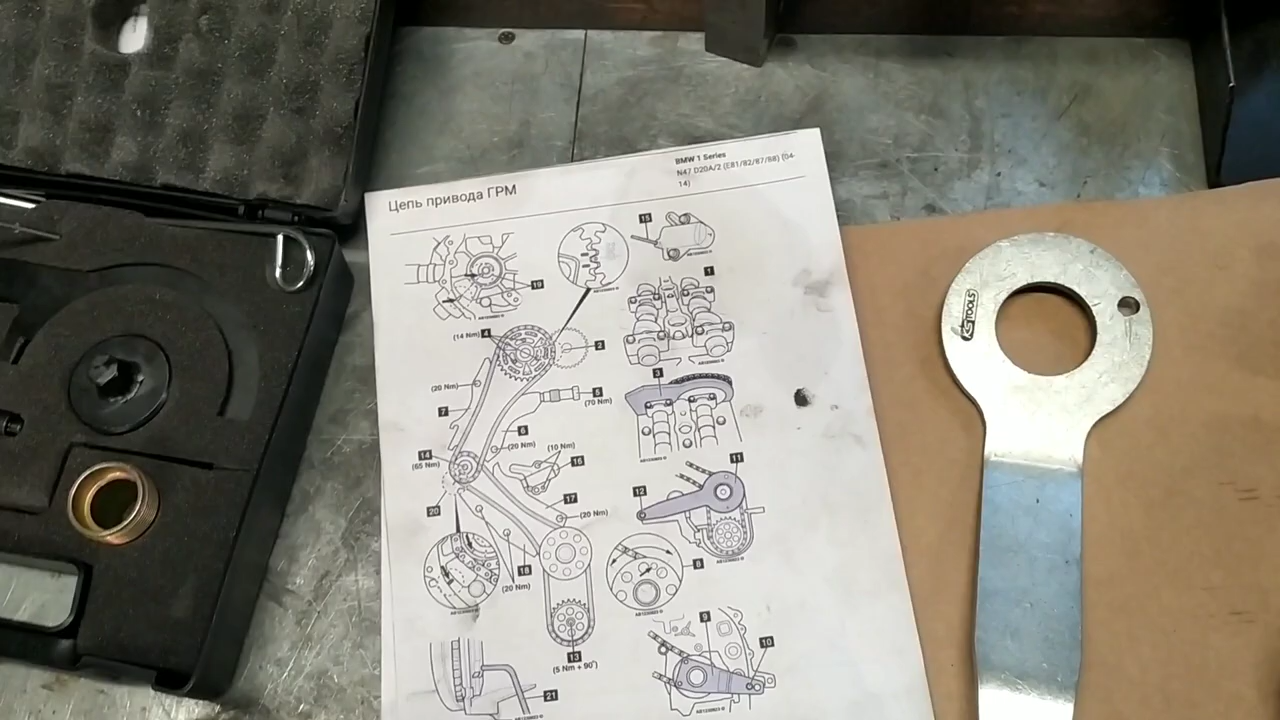 Цепь привода ГРМ
BMW 1 Series
N47 D20A/2 (E81/82/87/88) (04-
14)
15
19
1
(14 Nm) 4
2
3
(20 Nm)
5
(70 Nm)
7
6
(20 Nm)
(10 Nm)
14
(65 Nm)
16
11
12
17
20
(20 Nm)
8
18
(20 Nm)
9
10
13
(5 Nm + 90°)
21
KS TOOLS